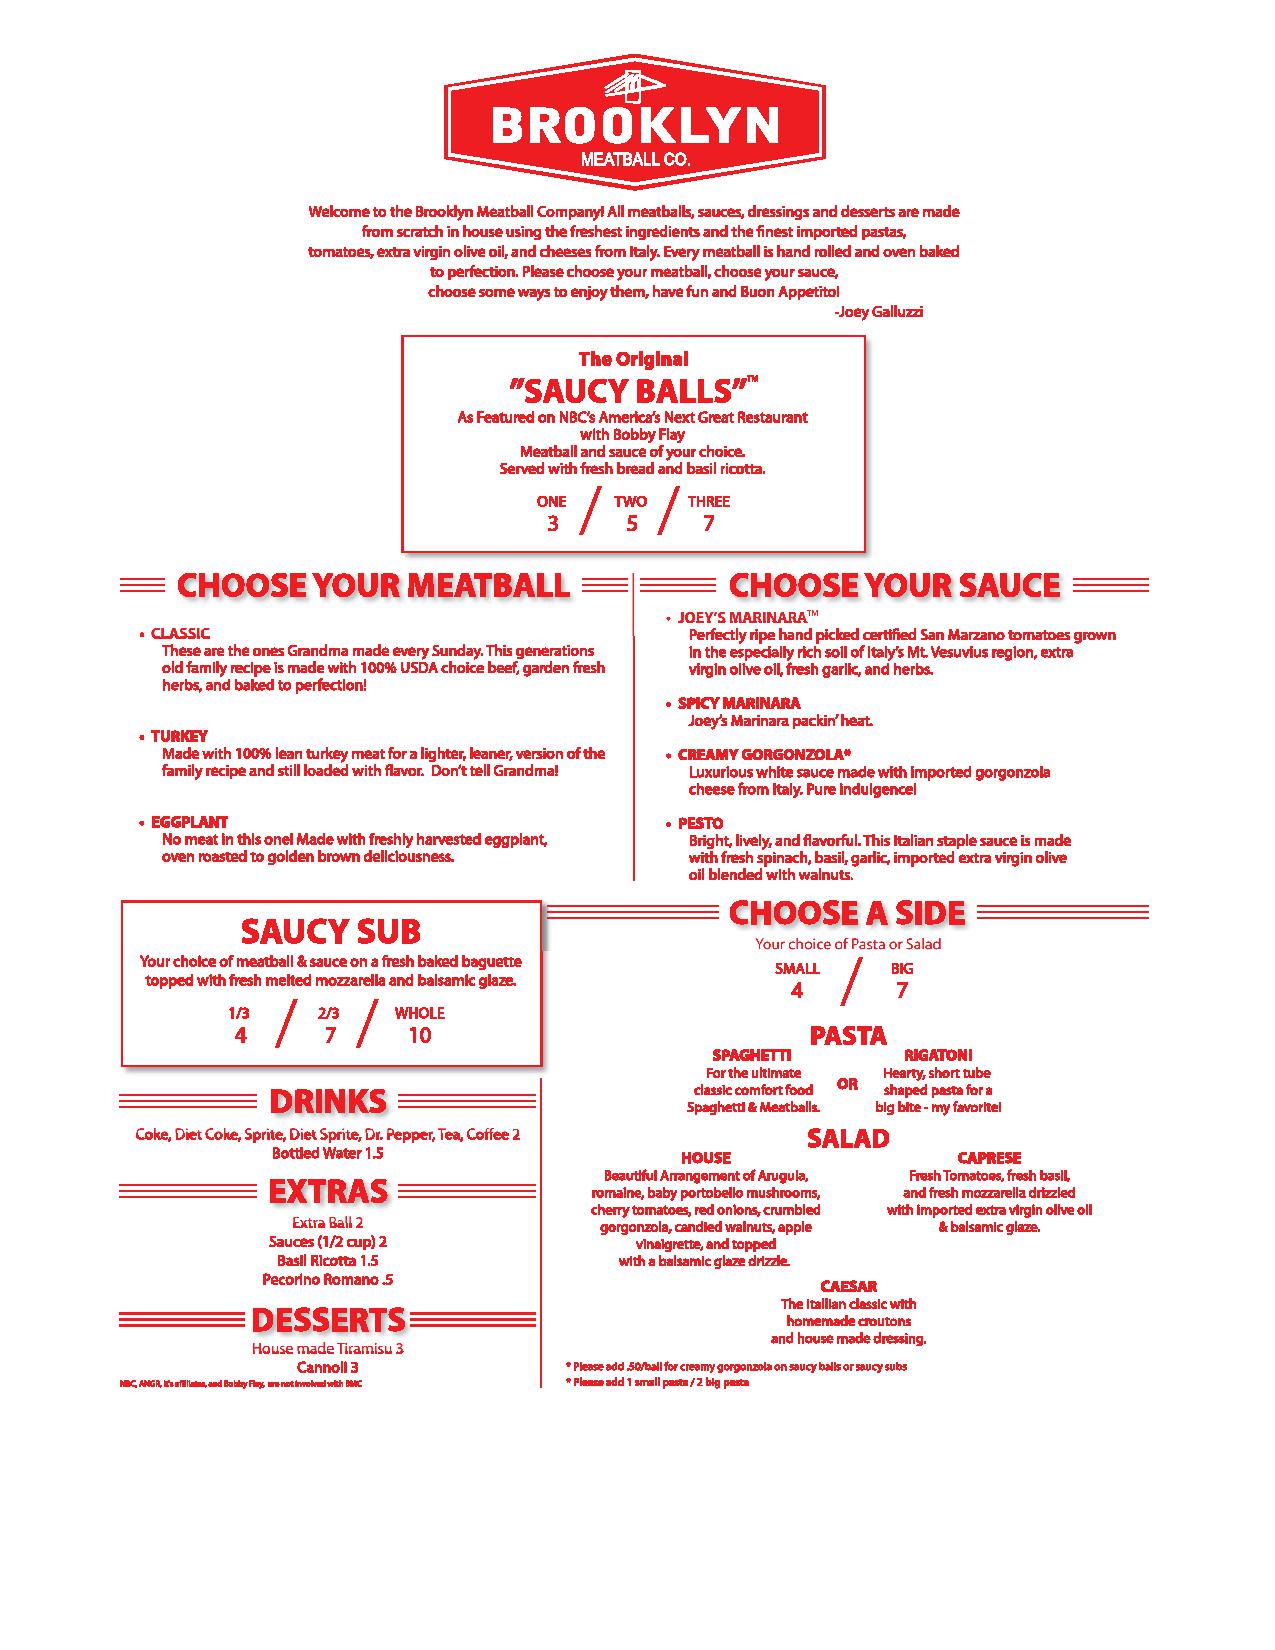 BROOKLYN
MEATBALL CO.
Welcome to the Brooklyn Meatball Company! All meatballs, sauces, dressings and desserts are made
from scratch in house using the freshest ingredients and the finest imported pastas,
tomatoes, extra virgin olive oil, and cheeses from Italy. Every meatball is hand rolled and oven baked
to perfection. Please choose your meatball, choose your sauce,
choose some ways to enjoy them, have fun and Buon Appetito!
-Joey Galluzzi
The Original
"SAUCY BALLS"™
As Featured on NBC's America's Next Great Restaurant
with Bobby Flay
Meatball and sauce of your choice.
Served with fresh bread and basil ricotta.
ONE / TWO / THREE
3 / 5 / 7
CHOOSE YOUR MEATBALL
• CLASSIC
These are the ones Grandma made every Sunday. This generations
old family recipe is made with 100% USDA choice beef, garden fresh
herbs, and baked to perfection!
• TURKEY
Made with 100% lean turkey meat for a lighter, leaner, version of the
family recipe and still loaded with flavor. Don't tell Grandma!
• EGGPLANT
No meat in this one! Made with freshly harvested eggplant,
oven roasted to golden brown deliciousness.
CHOOSE YOUR SAUCE
• JOEY'S MARINARA™
Perfectly ripe hand picked certified San Marzano tomatoes grown
in the especially rich soil of Italy's Mt. Vesuvius region, extra
virgin olive oil, fresh garlic, and herbs.
• SPICY MARINARA
Joey's Marinara packin' heat.
• CREAMY GORGONZOLA*
Luxurious white sauce made with imported gorgonzola
cheese from Italy. Pure indulgence!
• PESTO
Bright, lively, and flavorful. This Italian staple sauce is made
with fresh spinach, basil, garlic, imported extra virgin olive
oil blended with walnuts.
SAUCY SUB
Your choice of meatball & sauce on a fresh baked baguette
topped with fresh melted mozzarella and balsamic glaze.
1/3 / 2/3 / WHOLE
4 / 7 / 10
DRINKS
Coke, Diet Coke, Sprite, Diet Sprite, Dr. Pepper, Tea, Coffee 2
Bottled Water 1.5
EXTRAS
Extra Ball 2
Sauces (1/2 cup) 2
Basil Ricotta 1.5
Pecorino Romano .5
DESSERTS
House made Tiramisu 3
Cannoli 3
NBC, ANGR, it's affiliates, and Bobby Flay, are not involved with BMC
CHOOSE A SIDE
Your choice of Pasta or Salad
SMALL / BIG
4 / 7
PASTA
SPAGHETTI
For the ultimate
classic comfort food
Spaghetti & Meatballs.
OR
RIGATONI
Hearty, short tube
shaped pasta for a
big bite - my favorite!
SALAD
HOUSE
Beautiful Arrangement of Arugula,
romaine, baby portobello mushrooms,
cherry tomatoes, red onions, crumbled
gorgonzola, candied walnuts, apple
vinaigrette, and topped
with a balsamic glaze drizzle.
CAPRESE
Fresh Tomatoes, fresh basil,
and fresh mozzarella drizzled
with imported extra virgin olive oil
& balsamic glaze.
CAESAR
The itallian classic with
homemade croutons
and house made dressing.
* Please add .50/ball for creamy gorgonzola on saucy balls or saucy subs
* Please add 1 small pasta / 2 big pasta